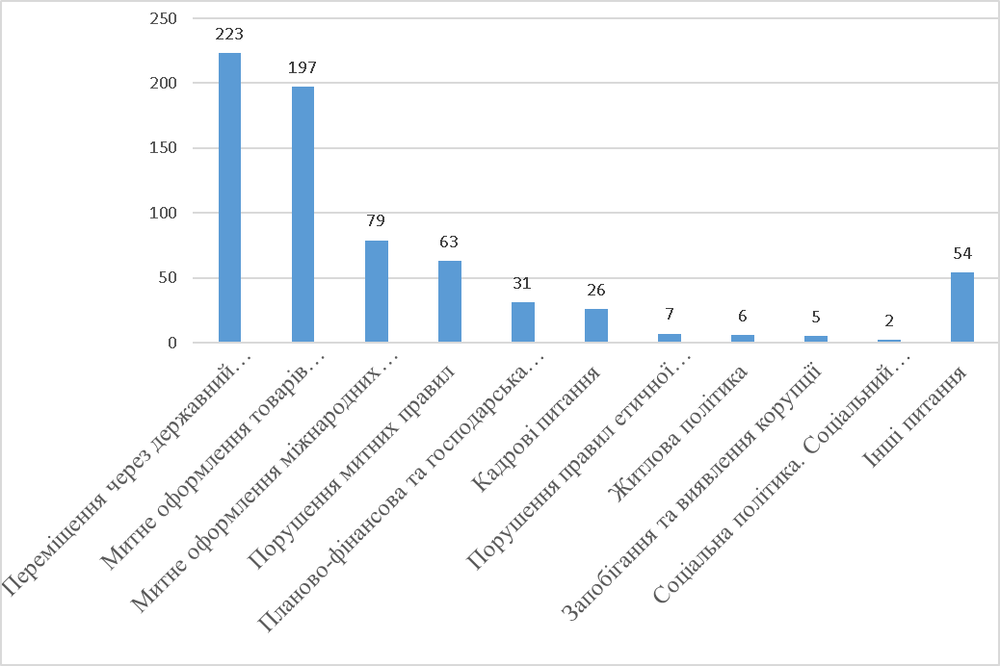 250
200
150
100
50
0
223
197
79
63
31
26
7
6
5
2
54
Переміщення через державний…
Митне оформлення товарів…
Митне оформлення міжнародних…
Порушення митних правил
Планово-фінансова та господарська…
Кадрові питання
Порушення правил етичної…
Житлова політика
Запобігання та виявлення корупції
Соціальна політика. Соціальний…
Інші питання